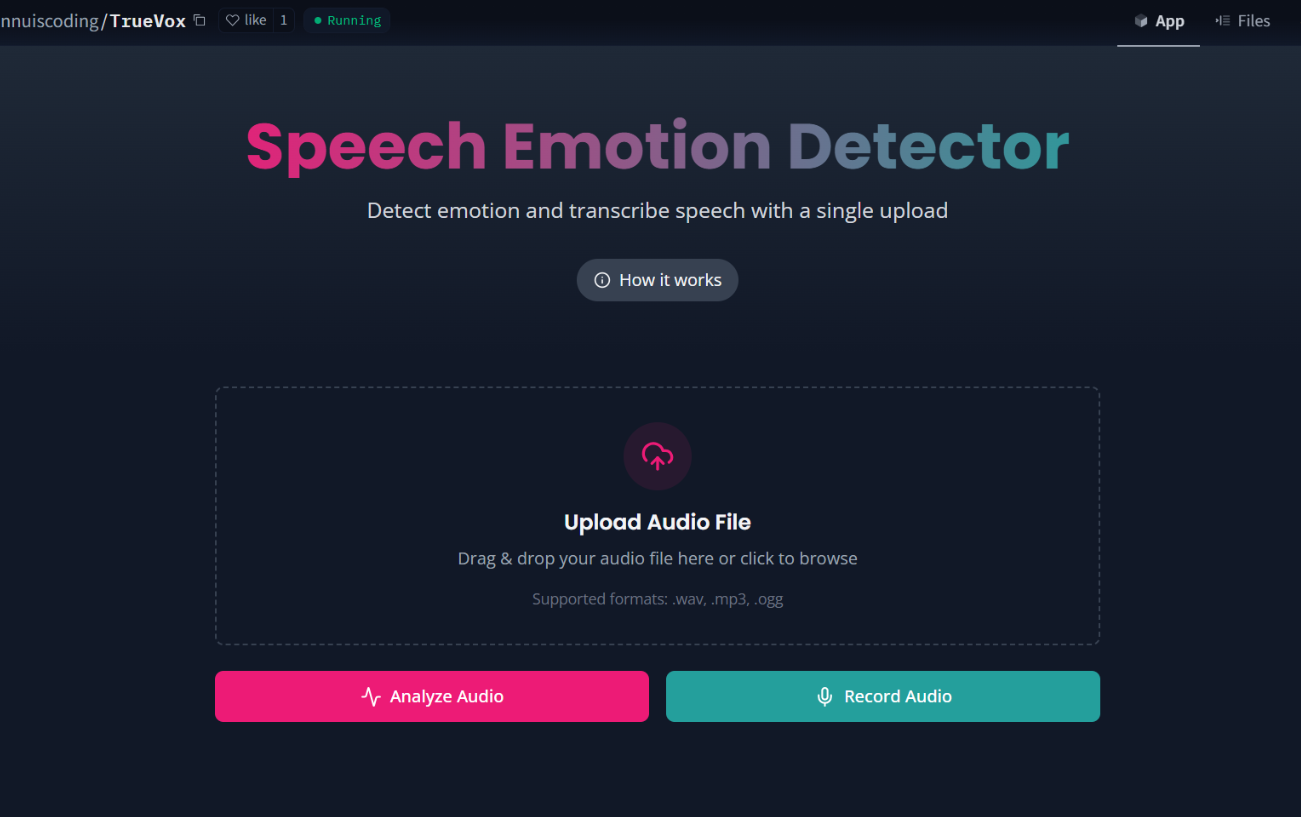 nnuiscoding/TrueVox like 1 Running App Files
Speech Emotion Detector
Detect emotion and transcribe speech with a single upload
How it works
Upload Audio File
Drag & drop your audio file here or click to browse
Supported formats: .wav, .mp3, .ogg
Analyze Audio Record Audio